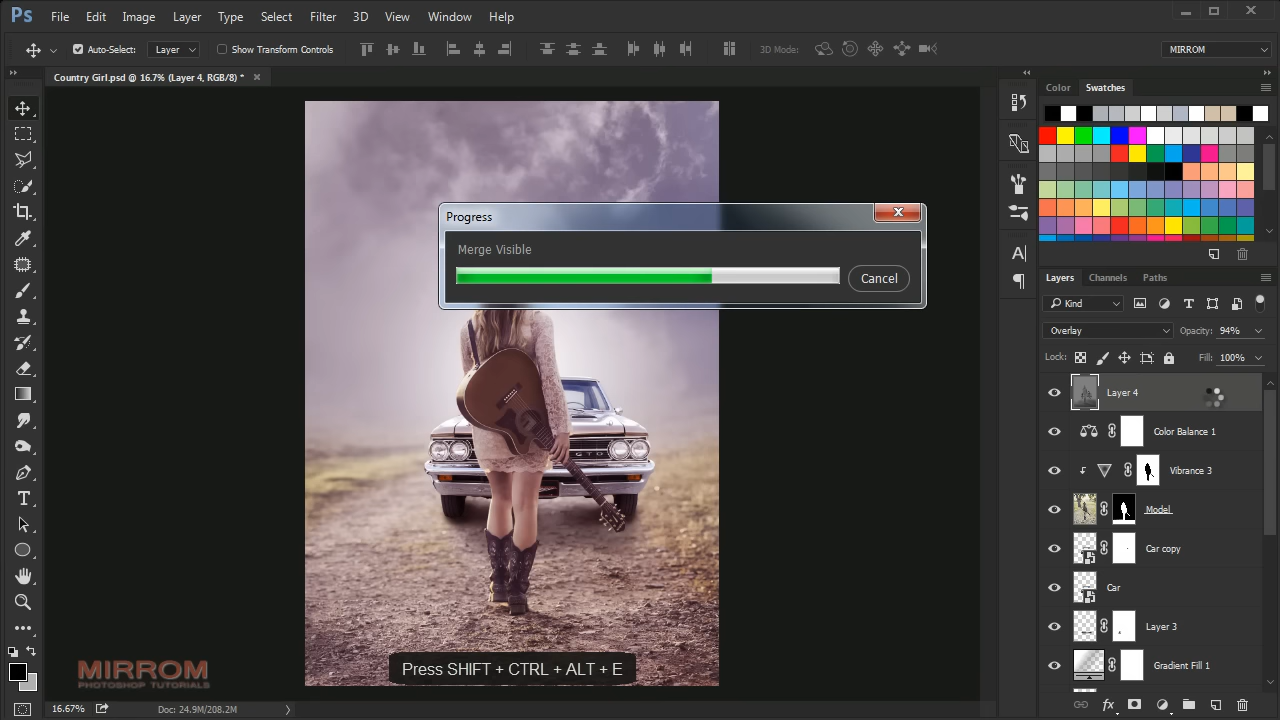 Ps File Edit Image Layer Type Select Filter 3D View Window Help
Auto-Select: Layer Show Transform Controls 3D Mode: MIRROM
Country Girl.psd @ 16.7% (Layer 4, RGB/8) *
Color Swatches
Progress
Merge Visible
Cancel
Layers Channels Paths
Kind
Overlay Opacity: 94%
Lock: Fill: 100%
Layer 4
Color Balance 1
Vibrance 3
Model
Car copy
Car
Layer 3
Gradient Fill 1
GTO
MIRROM
PHOTOSHOP TUTORIALS
Press SHIFT + CTRL + ALT + E
16.67% Doc: 24.9M/208.2M